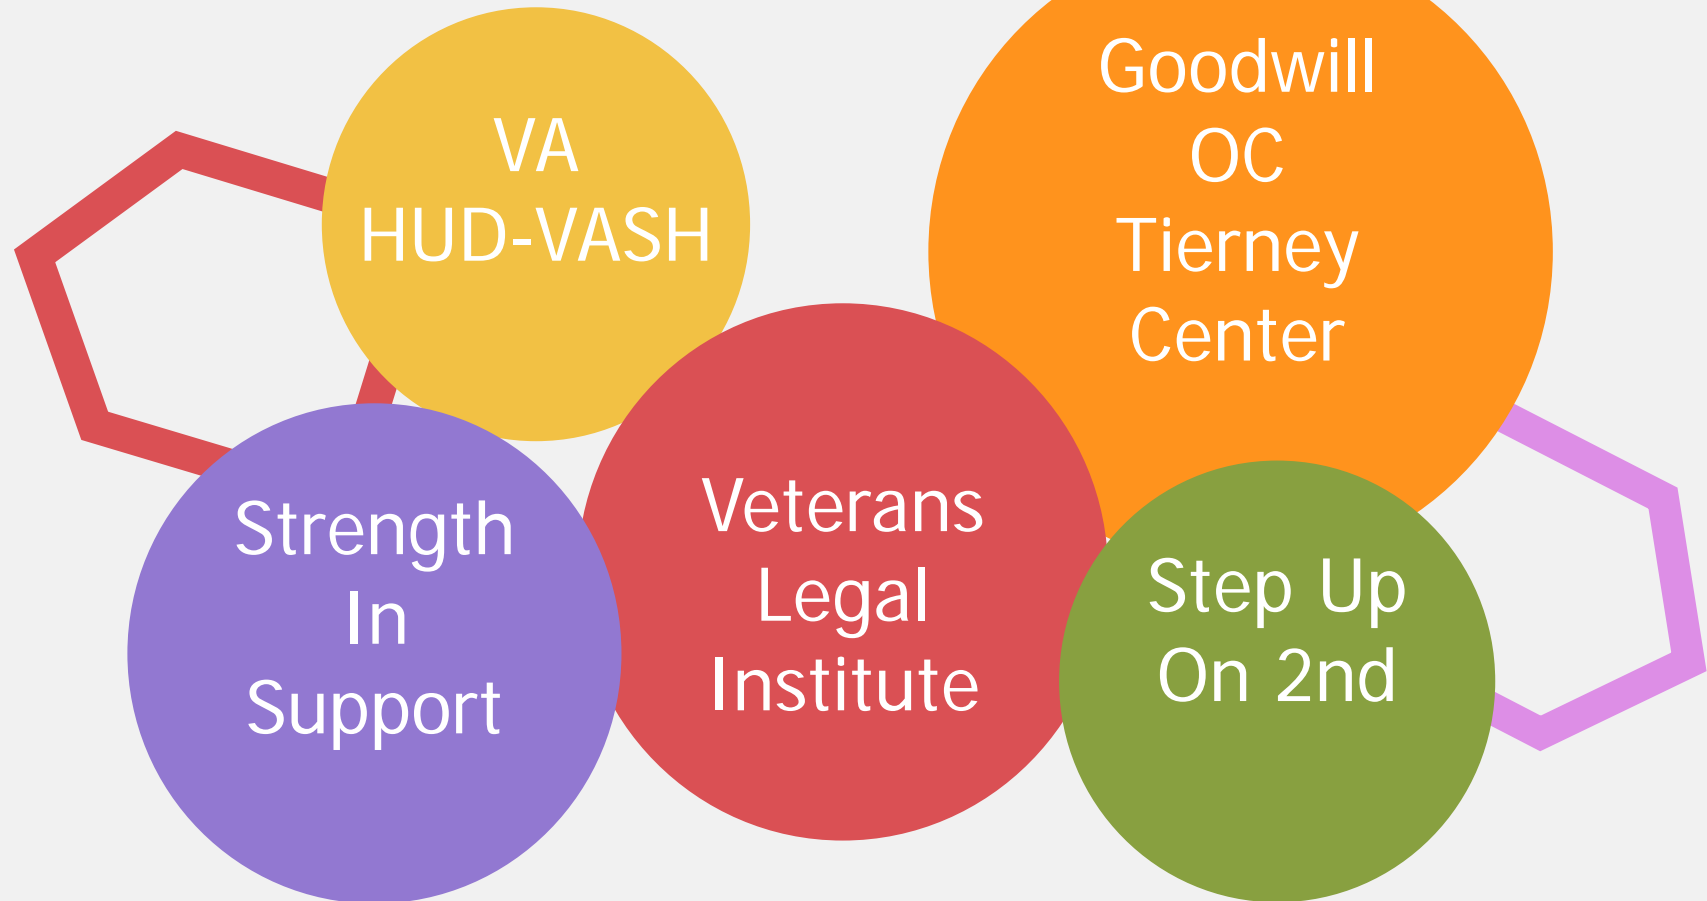 VA
HUD-VASH
Goodwill
OC
Tierney
Center
Strength
In
Support
Veterans
Legal
Institute
Step Up
On 2nd